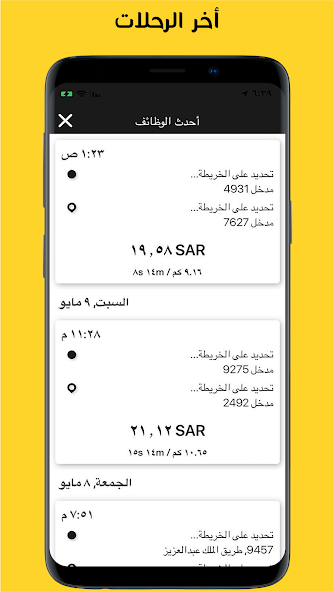 أخر الرحلات
٦:٣٩
أحدث الوظائف
١:٢٣ ص
تحديد على الخريطة...
مدخل 4931
تحديد على الخريطة...
مدخل 7627
١٩,٥٨ SAR
٩.١٦ كم / ١٤m ٨s
السبت, ٩ مايو
١١:٢٨ م
تحديد على الخريطة...
مدخل 9275
تحديد على الخريطة...
مدخل 2492
٢١,١٢ SAR
١٠.٦٥ كم / ١٤m ١٥s
الجمعة, ٨ مايو
٧:٥١ م
تحديد على الخريطة...
9457, طريق الملك عبدالعزيز